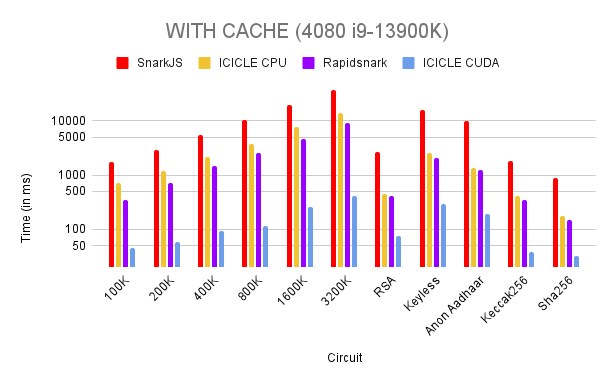 WITH CACHE (4080 i9-13900K)
SnarkJS ICICLE CPU Rapidsnark ICICLE CUDA
Time (in ms)
10000
5000
1000
500
100
50
100K 200K 400K 800K 1600K 3200K RSA Keyless Anon Aadhaar Keccak256 Sha256
Circuit